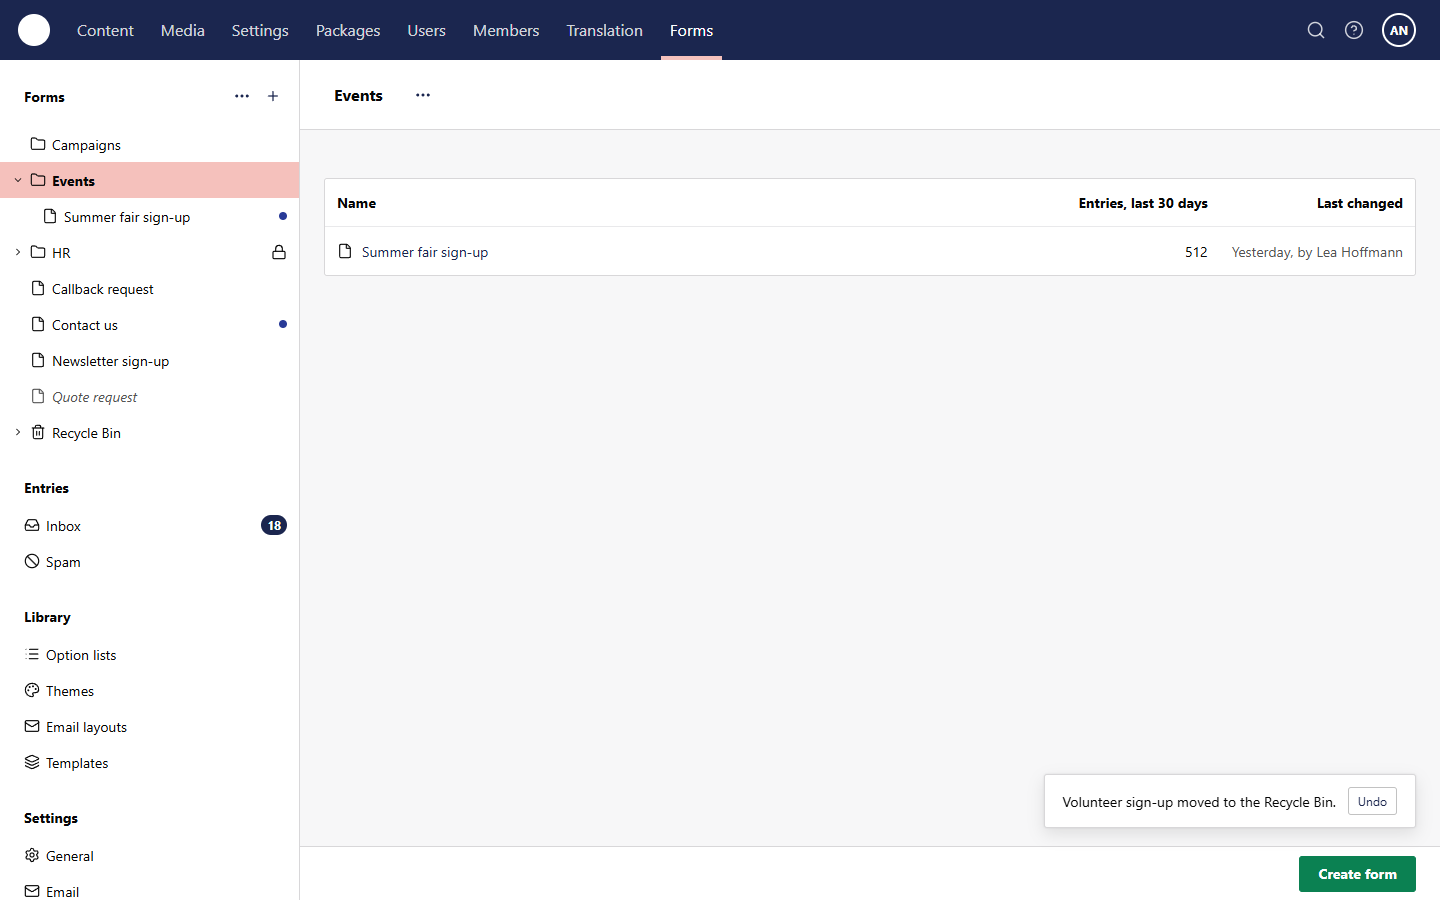 Content Media Settings Packages Users Members Translation Forms AN
Forms
Campaigns
Events
Summer fair sign-up
HR
Callback request
Contact us
Newsletter sign-up
Quote request
Recycle Bin
Entries
Inbox 18
Spam
Library
Option lists
Themes
Email layouts
Templates
Settings
General
Email
Events
Name Entries, last 30 days Last changed
Summer fair sign-up 512 Yesterday, by Lea Hoffmann
Volunteer sign-up moved to the Recycle Bin. Undo
Create form